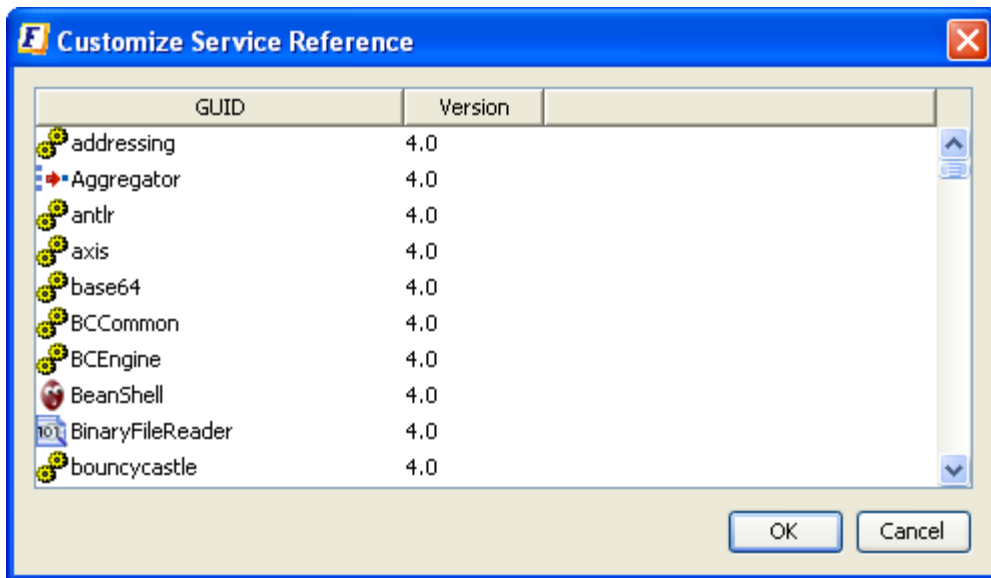 Customize Service Reference
GUID Version
addressing 4.0
Aggregator 4.0
antlr 4.0
axis 4.0
base64 4.0
BCCommon 4.0
BCEngine 4.0
BeanShell 4.0
101 BinaryFileReader 4.0
bouncycastle 4.0
OK Cancel